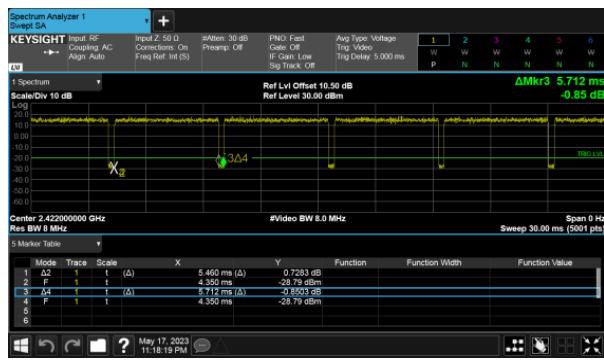 Spectrum Analyzer 1
Swept SA
KEYSIGHT Input: RF Input Z: 50 Ω #Atten: 30 dB PNO: Fast Avg Type: Voltage 1 2 3 4 5 6
Coupling: AC Corrections: On Preamp: Off Gate: Off Trig: Video W W W W W W
Align: Auto Freq Ref: Int (S) IF Gain: Low Trig Delay: 5.000 ms P N N N N N
Sig Track: Off
LXI
1 Spectrum ΔMkr3 5.712 ms
Ref Lvl Offset 10.50 dB
Scale/Div 10 dB Ref Level 30.00 dBm -0.85 dB
Log
20.0
10.0
0.00
-10.0
-20.0 3Δ4 TRIG LVL
-30.0 X2
-40.0
-50.0
-60.0
Center 2.422000000 GHz #Video BW 8.0 MHz Span 0 Hz
Res BW 8 MHz Sweep 30.00 ms (5001 pts)
5 Marker Table
Mode Trace Scale X Y Function Function Width Function Value
1 Δ2 1 t (Δ) 5.460 ms (Δ) 0.7283 dB
2 F 1 t 4.350 ms -28.79 dBm
3 Δ4 1 t (Δ) 5.712 ms (Δ) -0.8503 dB
4 F 1 t 4.350 ms -28.79 dBm
5
6
? May 17, 2023
11:18:19 PM